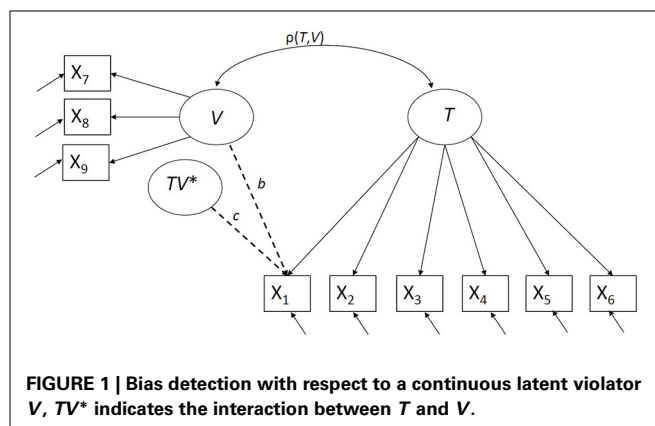 ρ(T,V)
X₇
X₈
X₉
V
T
TV*
b
c
X₁ X₂ X₃ X₄ X₅ X₆
FIGURE 1 | Bias detection with respect to a continuous latent violator
V, TV* indicates the interaction between T and V.